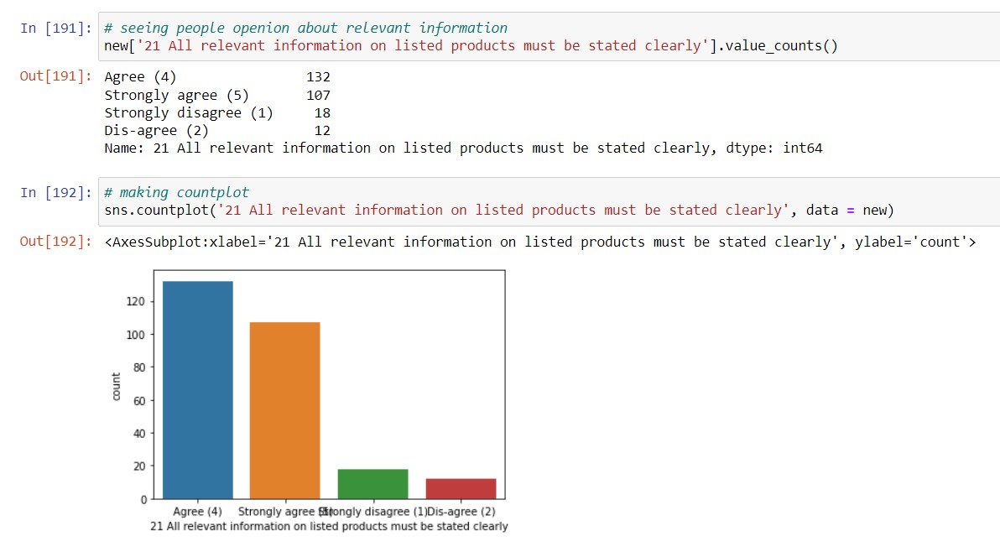 In [191]: # seeing people openion about relevant information
new['21 All relevant information on listed products must be stated clearly'].value_counts()
Out[191]: Agree (4) 132
Strongly agree (5) 107
Strongly disagree (1) 18
Dis-agree (2) 12
Name: 21 All relevant information on listed products must be stated clearly, dtype: int64
In [192]: # making countplot
sns.countplot('21 All relevant information on listed products must be stated clearly', data = new)
Out[192]: <AxesSubplot:xlabel='21 All relevant information on listed products must be stated clearly', ylabel='count'>
120
100
80
60
40
20
0
count
Agree (4) Strongly agree (5) Strongly disagree (1) Dis-agree (2)
21 All relevant information on listed products must be stated clearly